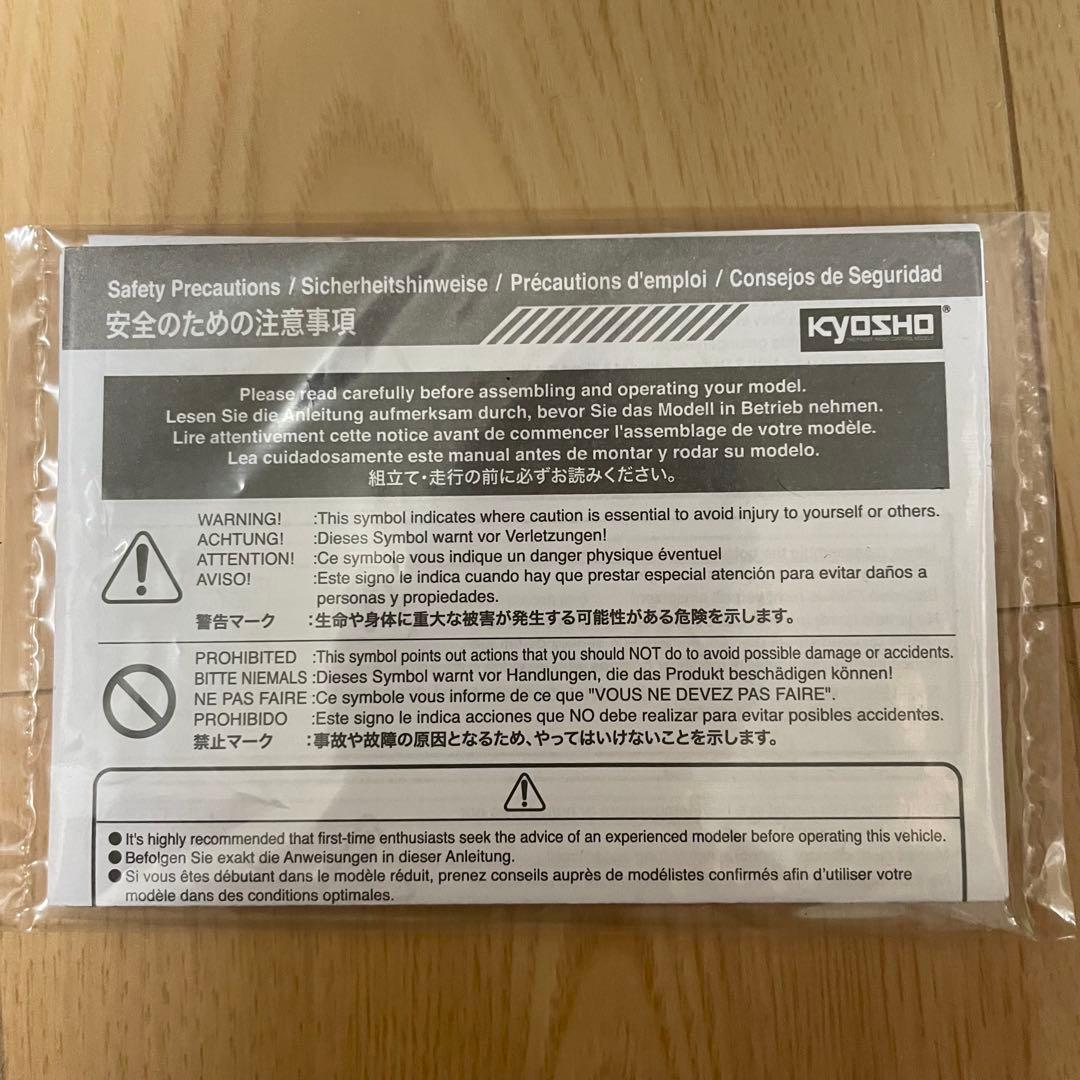 Safety Precautions / Sicherheitshinweise / Précautions d'emploi / Consejos de Seguridad
安全のための注意事項
KYOSHO®
Please read carefully before assembling and operating your model.
Lesen Sie die Anleitung aufmerksam durch, bevor Sie das Modell in Betrieb nehmen.
Lire attentivement cette notice avant de commencer l'assemblage de votre modèle.
Lea cuidadosamente este manual antes de montar y rodar su modelo.
組立て・走行の前に必ずお読みください。
WARNING! :This symbol indicates where caution is essential to avoid injury to yourself or others.
ACHTUNG! :Dieses Symbol warnt vor Verletzungen!
ATTENTION! :Ce symbole vous indique un danger physique éventuel
AVISO! :Este signo le indica cuando hay que prestar especial atención para evitar daños a
personas y propiedades.
警告マーク :生命や身体に重大な被害が発生する可能性がある危険を示します。
PROHIBITED :This symbol points out actions that you should NOT do to avoid possible damage or accidents.
BITTE NIEMALS :Dieses Symbol warnt vor Handlungen, die das Produkt beschädigen können!
NE PAS FAIRE :Ce symbole vous informe de ce que "VOUS NE DEVEZ PAS FAIRE".
PROHIBIDO :Este signo le indica acciones que NO debe realizar para evitar posibles accidentes.
禁止マーク :事故や故障の原因となるため、やってはいけないことを示します。
● It's highly recommended that first-time enthusiasts seek the advice of an experienced modeler before operating this vehicle.
● Befolgen Sie exakt die Anweisungen in dieser Anleitung.
● Si vous êtes débutant dans le modèle réduit, prenez conseils auprès de modélistes confirmés afin d'utiliser votre
modèle dans des conditions optimales.